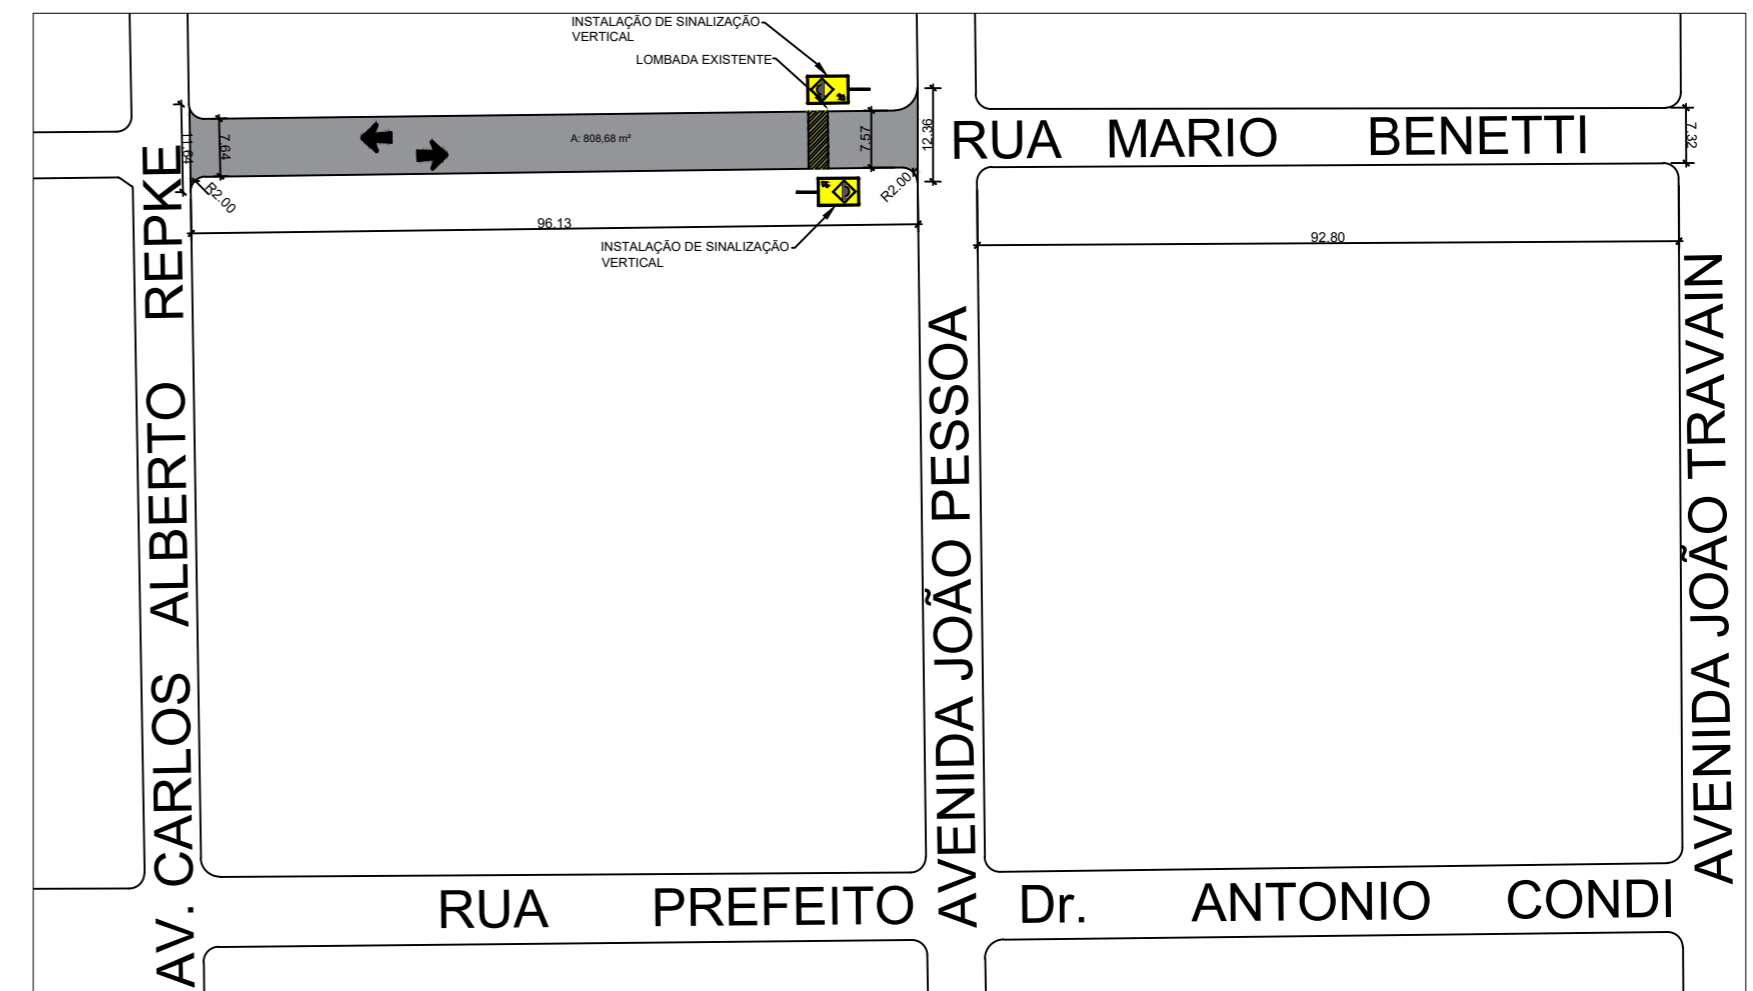 INSTALAÇÃO DE SINALIZAÇÃO
VERTICAL
LOMBADA EXISTENTE
11.64
7.64
A: 808,68 m²
7.57
12.36
RUA MARIO BENETTI
7.32
R2.00
R2.00
96.13
92.80
INSTALAÇÃO DE SINALIZAÇÃO
VERTICAL
AV. CARLOS ALBERTO REPKE
AVENIDA JOÃO PESSOA
AVENIDA JOÃO TRAVAIN
RUA PREFEITO Dr. ANTONIO CONDI